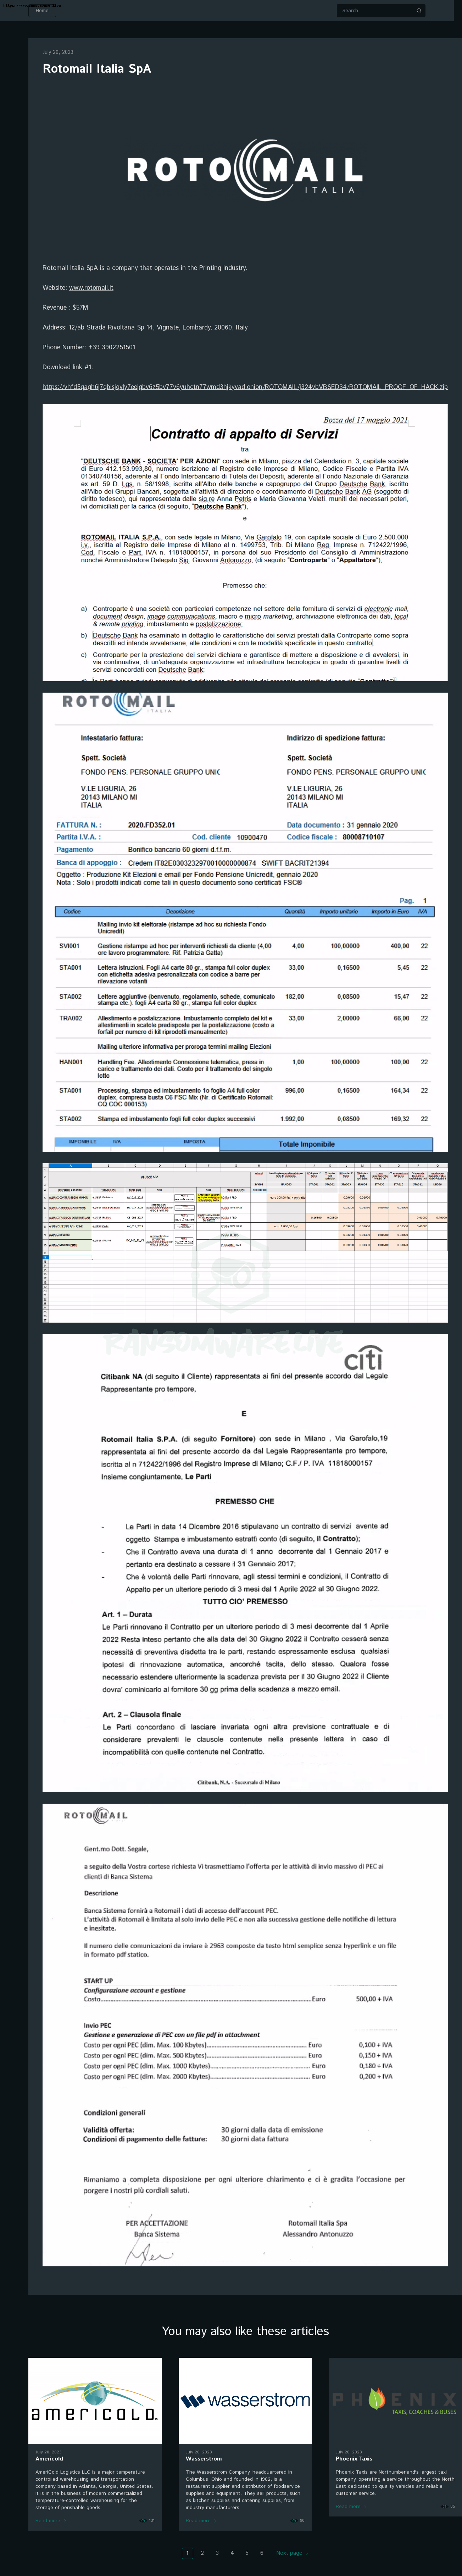 Home
Search
July 20, 2023
Rotomail Italia SpA
ROTOMAIL
ITALIA
Rotomail Italia SpA is a company that operates in the Printing industry.
Website: www.rotomail.it
Revenue : $57M
Address: 12/ab Strada Rivoltana Sp 14, Vignate, Lombardy, 20060, Italy
Phone Number: +39 3902251501
Download link #1:
Bozza del 17 maggio 2021
Contratto di appalto di Servizi
tra
"DEUTSCHE BANK - SOCIETA' PER AZIONI" con sede in Milano, piazza del Calendario n. 3, capitale sociale
di Euro 412.153.993,80, numero iscrizione al Registro delle Imprese di Milano, Codice Fiscale e Partita IVA
01340740156, aderente al Fondo Interbancario di Tutela dei Depositi, aderente al Fondo Nazionale di Garanzia
ex art. 59 D. Lgs. n. 58/1998, iscritta all'Albo delle banche e capogruppo del Gruppo Deutsche Bank, iscritto
all'Albo dei Gruppi Bancari, soggetta all'attività di direzione e coordinamento di Deutsche Bank AG (soggetto di
diritto tedesco), qui rappresentata dalle sig.re Anna Petris e Maria Giovanna Velati, muniti dei necessari poteri,
di nominati di direzione (di seguito, "Deutsche Bank"),
e
ROTOMAIL ITALIA S.P.A., con sede legale in Milano, Via Garofalo 19, con capitale sociale di Euro 2.500.000
i.v., iscritta al Registro delle Imprese di Milano al n. 1499753, Trib. Di Milano Reg. Imprese n. 712422/1996,
Cod. Fiscale e Part. IVA n. 11818000157, in persona del suo Presidente del Consiglio di Amministrazione
nonché Amministratore Delegato Sig. Giovanni Antonuzzo, (di seguito "Controparte" o "Appaltatore"),
Premesso che:
a) Controparte è una società con particolari competenze nel settore della fornitura di servizi di electronic mail,
document design, image communications, macro e micro marketing, archiviazione elettronica dei dati, local
& remote printing, imbustamento e postalizzazione;
b) Deutsche Bank ha esaminato in dettaglio le caratteristiche dei servizi prestati dalla Controparte come sopra
descritti ed intende avvalersene, alle condizioni e con le modalità specificate in questo contratto;
c) Controparte per la prestazione dei servizi dichiara e garantisce di mettere a disposizione e di avvalersi, in
via continuativa, di un'adeguata organizzazione ed infrastruttura tecnologica in grado di garantire livelli di
servizi concordati con Deutsche Bank;
ROTOMAIL
ITALIA
Intestatario fattura: Indirizzo di spedizione fattura:
Spett. Società Spett. Società
FONDO PENS. PERSONALE GRUPPO UNIC FONDO PENS. PERSONALE GRUPPO UNIC
V.LE LIGURIA, 26 V.LE LIGURIA, 26
20143 MILANO MI 20143 MILANO MI
ITALIA ITALIA
FATTURA N. : 2020.FD352.01 Data documento : 31 gennaio 2020
Partita I.V.A. : Cod. cliente 10900470 Codice fiscale : 80008710107
Pagamento Bonifico bancario 60 giorni d.f.f.m.
Banca di appoggio : Credem IT82E0303232970010000000874 SWIFT BACRIT21394
Oggetto : Produzione Kit Elezioni e email per Fondo Pensione Unicredit, gennaio 2020
Nota : Solo i prodotti indicati come tali in questo documento sono certificati FSC®
Pag. 1
Codice Descrizione Quantità Importo unitario Importo in Euro IVA
Mailing invio kit elettorale (ristampe ad hoc su richiesta Fondo
Unicredit)
SVI001 Gestione ristampe ad hoc per interventi richiesti da cliente (4,00 4,00 100,00000 400,00 22
ore lavoro programmatore. Rif. Patrizia Gatta)
STA001 Lettera istruzioni. Fogli A4 carte 80 gr., stampa full color duplex 33,00 0,16500 5,45 22
con etichetta adesiva personalizzata con codice a barre per
rilevazione votanti
STA002 Lettere aggiuntive (benvenuto, regolamento, schede, comunicato 182,00 0,08500 15,47 22
stampa etc.). fogli A4 carta 80 gr., stampa full color duplex
TRA002 Allestimento e postalizzazione. Imbustamento completo del kit e 33,00 2,00000 66,00 22
allestimenti in scatole predisposte per la postalizzazione (costo a
forfait per numero di kit riprodotti manualmente)
Mailing ulteriore informativa per proroga termini mailing Elezioni
HAN001 Handling Fee. Allestimento Connessione telematica, presa in 1,00 100,00000 100,00 22
carico e trattamento dei dati. Costo per il trattamento del singolo
lotto
STA001 Processing, stampa ed imbustamento 1o foglio A4 full color 996,00 0,16500 164,34 22
duplex, compresa busta C6 FSC Mix (Nr. di Certificato Rotomail:
CQ COC 000153)
STA002 Stampa ed imbustamento fogli full color duplex successivi 1.992,00 0,08500 169,32 22
IMPONIBILE IVA IMPOSTA Totale Imponibile
RANSOMWARE.LIVE
citi
Citibank NA (di seguito il Cliente) rappresentata ai fini del presente accordo dal Legale
Rappresentante pro tempore,
E
Rotomail Italia S.P.A. (di seguito Fornitore) con sede in Milano , Via Garofalo,19
rappresentata ai fini del presente accordo da dal Legale Rappresentante pro tempore,
iscritta al n 712422/1996 del Registro Imprese di Milano; C.F./ P. IVA 11818000157
Insieme congiuntamente, Le Parti
PREMESSO CHE
- Le Parti in data 14 Dicembre 2016 stipulavano un contratto di servizi avente ad
oggetto Stampa e imbustamento estratti conto (di seguito, il Contratto).
- Che il Contratto aveva una durata di 1 anno decorrente dal 1 Gennaio 2017 e
pertanto era destinato a cessare il 31 Gennaio 2017;
- Che è volontà delle Parti rinnovare, agli stessi termini e condizioni, il Contratto di
Appalto per un ulteriore periodo di 3 mesi dal 1 Aprile 2022 al 30 Giugno 2022.
TUTTO CIO' PREMESSO
Art. 1 – Durata
Le Parti rinnovano il Contratto per un ulteriore periodo di 3 mesi decorrente dal 1 Aprile
2022 Resta inteso pertanto che alla data del 30 Giugno 2022 il Contratto cesserà senza
necessità di preventiva disdetta tra le parti, restando espressamente esclusa qualsiasi
ipotesi di rinnovazione automatica, tacita, ovvero per comportamento concludente, dello
stesso contratto. Qualora le Parti ne ravvisassero l'opportunità e fosse necessario
estendere ulteriormente la scadenza prevista per il 30 Giugno 2022 il Cliente
dovra' cominciarlo al fornitore 30 gg prima della scadenza a mezzo email.
Art. 2 – Clausola finale
Le Parti concordano di lasciare invariata ogni altra previsione contrattuale e di
considerare prevalenti le clausole contenute nella presente lettera in caso di
incompatibilità con quelle contenute nel Contratto.
Citibank, N.A. - Succursale di Milano
ROTOMAIL
Gent.mo Dott. Segale,
a seguito della Vostra cortese richiesta Vi trasmettiamo l'offerta per le attività di invio massivo di PEC ai
clienti di Banca Sistema
Descrizione
Banca Sistema fornirà a Rotomail i dati di accesso dell'account PEC.
L'attività di Rotomail è limitata al solo invio delle PEC e non alla successiva gestione delle notifiche di lettura
e inesitate.
Il numero delle comunicazioni da inviare è 2963 composte da testo html semplice senza hyperlink e un file
in formato pdf statico.
START UP
Configurazione account e gestione
Costo Euro 500,00 + IVA
Invio PEC
Gestione e generazione di PEC con un file pdf in attachment
Costo per ogni PEC (dim. Max. 100 Kbytes) Euro 0,100 + IVA
Costo per ogni PEC (dim. Max. 500 Kbytes) Euro 0,150 + IVA
Costo per ogni PEC (dim. Max. 1000 Kbytes) Euro 0,180 + IVA
Costo per ogni PEC (dim. Max. 2000 Kbytes) Euro 0,200 + IVA
Condizioni generali
Validità offerta: 30 giorni dalla data di emissione
Condizioni di pagamento delle fatture: 30 giorni data fattura
Rimaniamo a completa disposizione per ogni ulteriore chiarimento e ci è gradita l'occasione per
porgere i nostri più cordiali saluti.
PER ACCETTAZIONE Rotomail Italia Spa
Banca Sistema Alessandro Antonuzzo
You may also like these articles
AMERICOLD
wasserstrom
PHOENIX
TAXIS, COACHES & BUSES
July 20, 2023
Americold
AmeriCold Logistics LLC is a major temperature
controlled warehousing and transportation
company based in Atlanta, Georgia, United States.
It is in the business of modern commercialized
temperature-controlled warehousing for the
storage of perishable goods.
Read more
July 20, 2023
Wasserstrom
The Wasserstrom Company, headquartered in
Columbus, Ohio and founded in 1902, is a
restaurant supplier and distributor of foodservice
supplies and equipment. They sell products, such
as kitchen supplies and catering supplies, from
industry manufacturers.
Read more
July 20, 2023
Phoenix Taxis
Phoenix Taxis are Northumberland's largest taxi
company, operating a service throughout the North
East dedicated to quality vehicles and reliable
customer service.
Read more
1 2 3 4 5 6 Next page